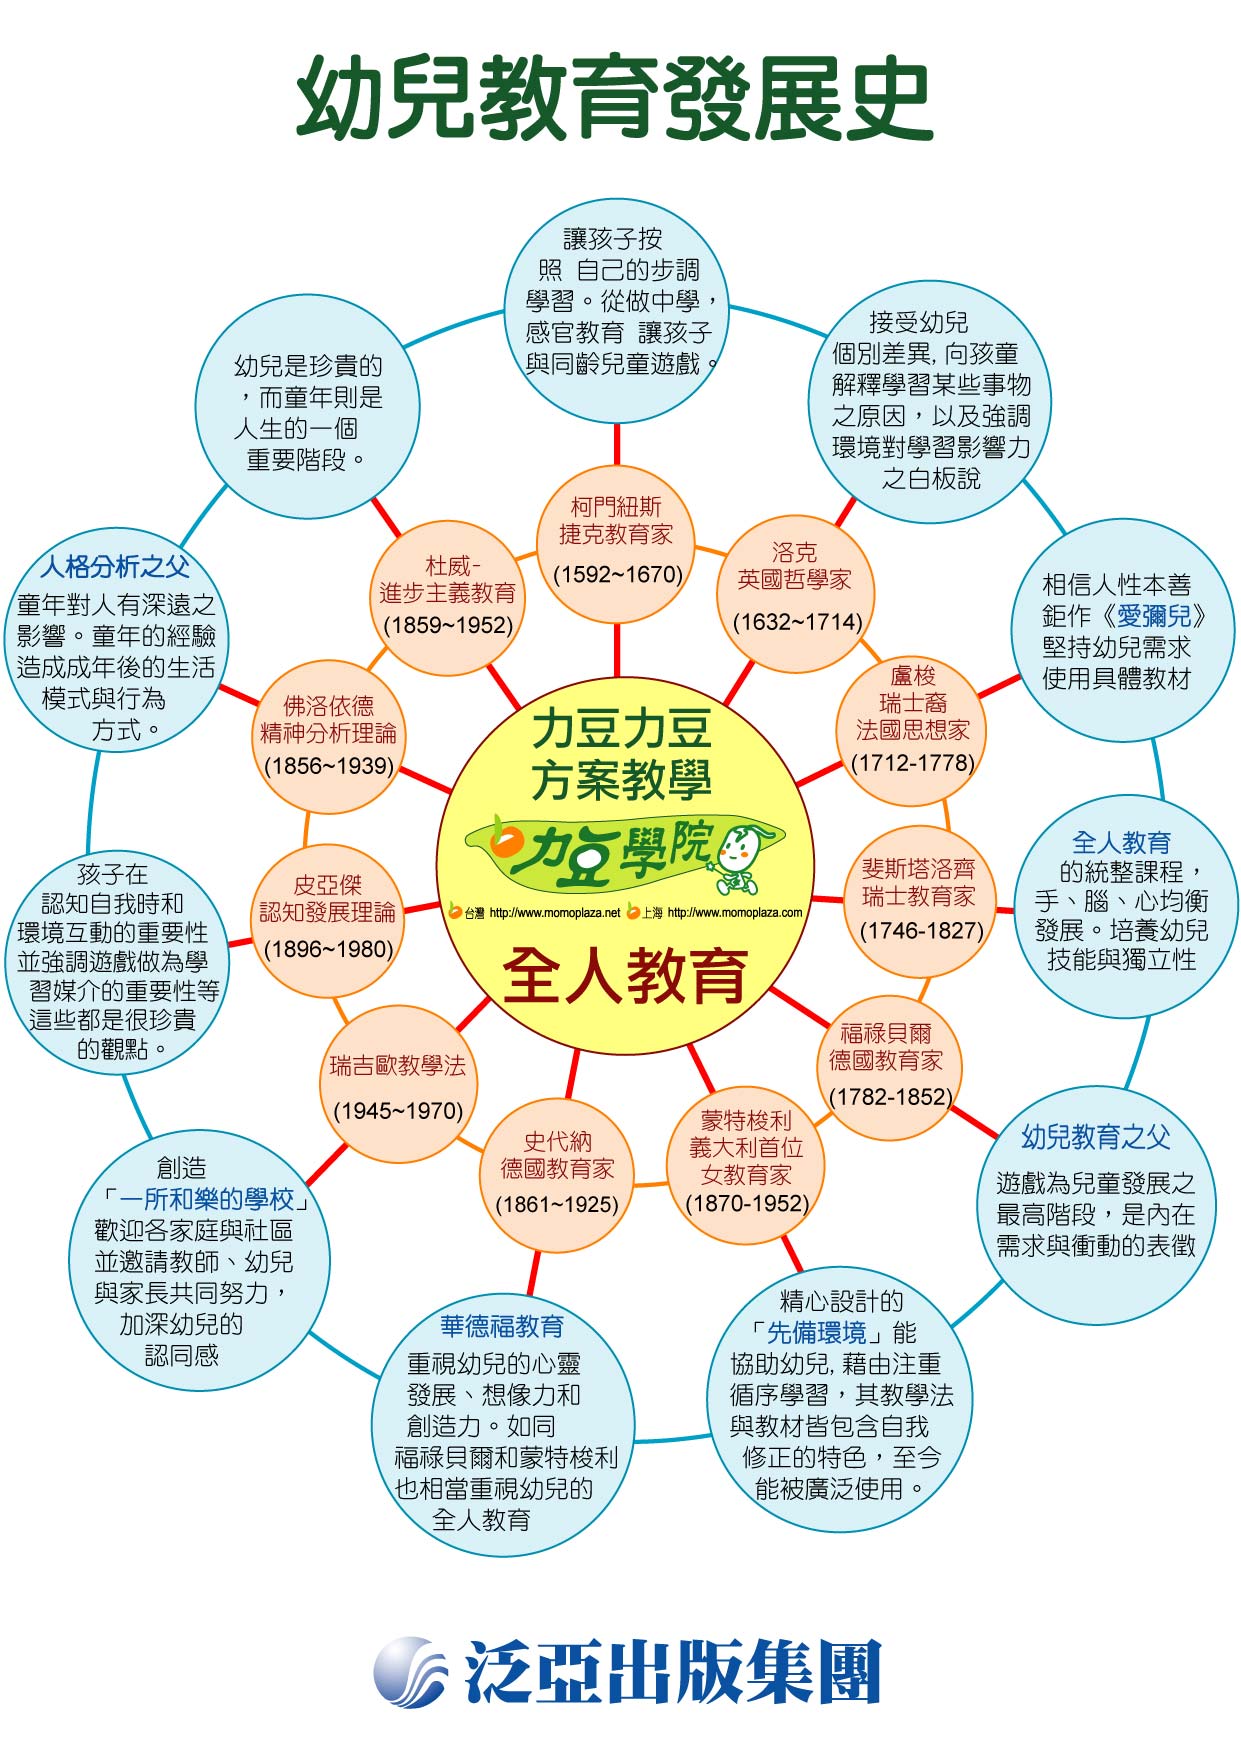 幼兒教育發展史
讓孩子按
照 自己的步調
學習。從做中學，
感官教育 讓孩子
與同齡兒童遊戲。
接受幼兒
個別差異, 向孩童
解釋學習某些事物
之原因，以及強調
環境對學習影響力
之白板說
相信人性本善
鉅作《愛彌兒》
堅持幼兒需求
使用具體教材
全人教育
的統整課程，
手、腦、心均衡
發展。培養幼兒
技能與獨立性
幼兒教育之父
遊戲為兒童發展之
最高階段，是內在
需求與衝動的表徵
精心設計的
「先備環境」能
協助幼兒, 藉由注重
循序學習，其教學法
與教材皆包含自我
修正的特色，至今
能被廣泛使用。
華德福教育
重視幼兒的心靈
發展、想像力和
創造力。如同
福祿貝爾和蒙特梭利
也相當重視幼兒的
全人教育
創造
「一所和樂的學校」
歡迎各家庭與社區
並邀請教師、幼兒
與家長共同努力，
加深幼兒的
認同感
孩子在
認知自我時和
環境互動的重要性
並強調遊戲做為學
習媒介的重要性等
這些都是很珍貴
的觀點。
人格分析之父
童年對人有深遠之
影響。童年的經驗
造成成年後的生活
模式與行為
方式。
幼兒是珍貴的
，而童年則是
人生的一個
重要階段。
柯門紐斯
捷克教育家
(1592~1670)
洛克
英國哲學家
(1632~1714)
盧梭
瑞士裔
法國思想家
(1712-1778)
斐斯塔洛齊
瑞士教育家
(1746-1827)
福祿貝爾
德國教育家
(1782-1852)
蒙特梭利
義大利首位
女教育家
(1870-1952)
史代納
德國教育家
(1861~1925)
瑞吉歐教學法
(1945~1970)
皮亞傑
認知發展理論
(1896~1980)
佛洛依德
精神分析理論
(1856~1939)
杜威-
進步主義教育
(1859~1952)
力豆力豆
方案教學
力豆學院
台灣 http://www.momoplaza.net 上海 http://www.momoplaza.com
全人教育
泛亞出版集團